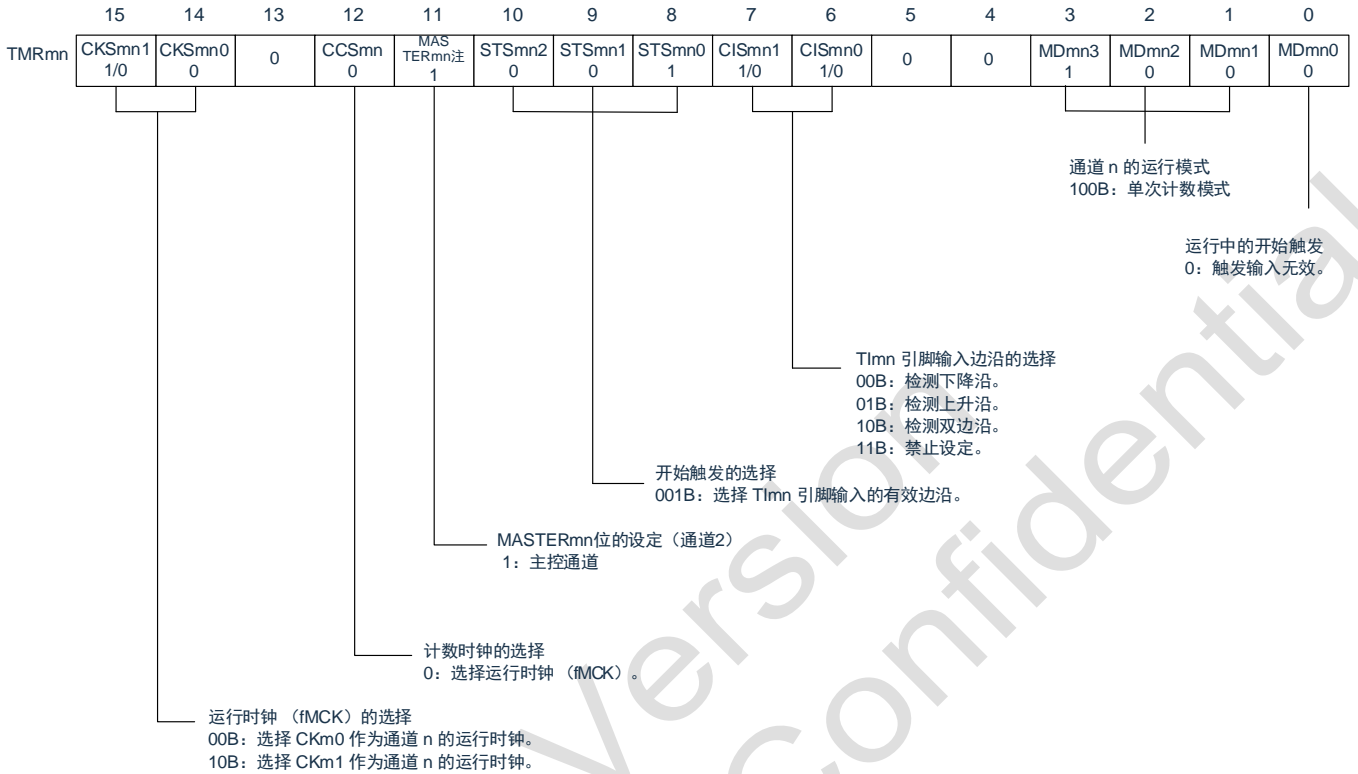 15 14 13 12 11 10 9 8 7 6 5 4 3 2 1 0
TMRmn CKSmn1 CKSmn0 0 CCSmn MAS STSmn2 STSmn1 STSmn0 CISmn1 CISmn0 0 0 MDmn3 MDmn2 MDmn1 MDmn0
TERmn注
1/0 0 0 1 0 0 1 1/0 1/0 1 0 0 0
通道 n 的运行模式
100B：单次计数模式
运行中的开始触发
0：触发输入无效。
TImn 引脚输入边沿的选择
00B：检测下降沿。
01B：检测上升沿。
10B：检测双边沿。
11B：禁止设定。
开始触发的选择
001B：选择 TImn 引脚输入的有效边沿。
MASTERmn位的设定（通道2）
1：主控通道
计数时钟的选择
0：选择运行时钟 （fMCK）。
运行时钟 （fMCK）的选择
00B：选择 CKm0 作为通道 n 的运行时钟。
10B：选择 CKm1 作为通道 n 的运行时钟。
Version
Confidential